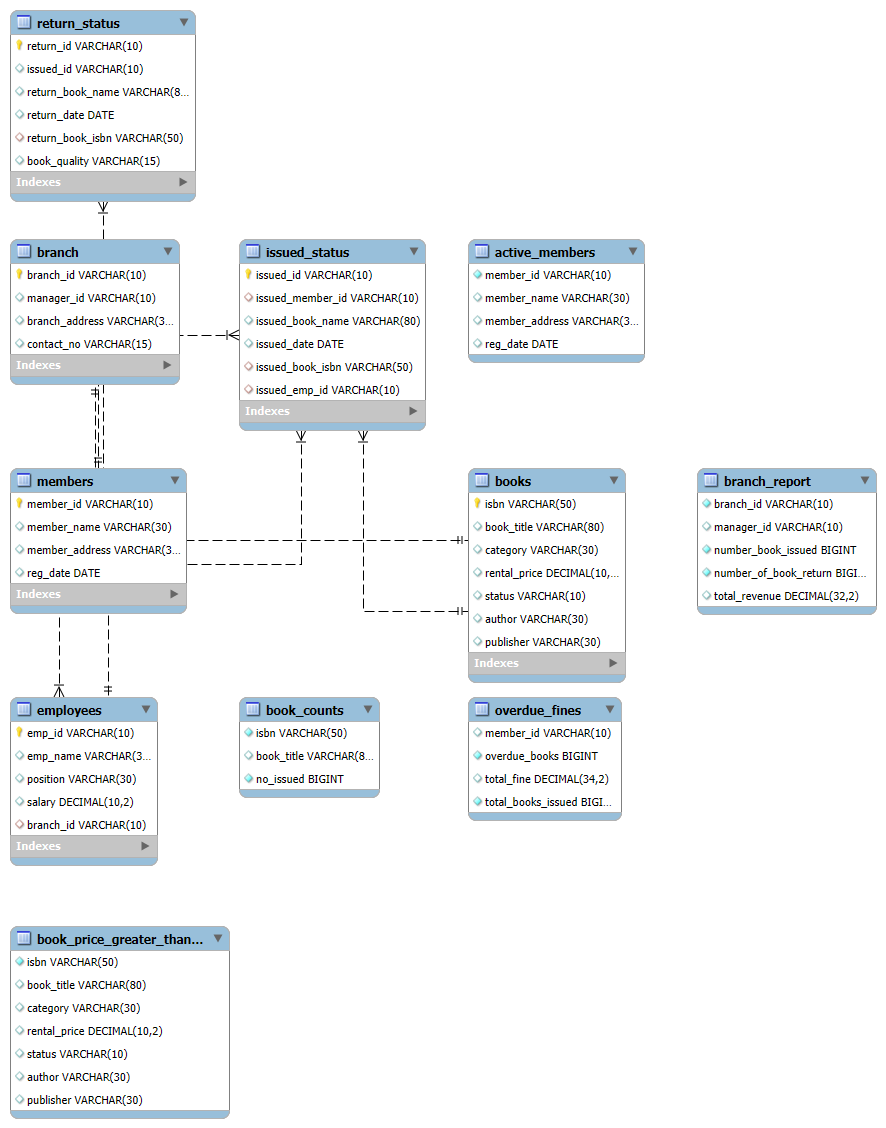 return_status
return_id VARCHAR(10)
issued_id VARCHAR(10)
return_book_name VARCHAR(8...
return_date DATE
return_book_isbn VARCHAR(50)
book_quality VARCHAR(15)
Indexes
branch
branch_id VARCHAR(10)
manager_id VARCHAR(10)
branch_address VARCHAR(3...
contact_no VARCHAR(15)
Indexes
issued_status
issued_id VARCHAR(10)
issued_member_id VARCHAR(10)
issued_book_name VARCHAR(80)
issued_date DATE
issued_book_isbn VARCHAR(50)
issued_emp_id VARCHAR(10)
Indexes
active_members
member_id VARCHAR(10)
member_name VARCHAR(30)
member_address VARCHAR(3...
reg_date DATE
members
member_id VARCHAR(10)
member_name VARCHAR(30)
member_address VARCHAR(3...
reg_date DATE
Indexes
books
isbn VARCHAR(50)
book_title VARCHAR(80)
category VARCHAR(30)
rental_price DECIMAL(10,...
status VARCHAR(10)
author VARCHAR(30)
publisher VARCHAR(30)
Indexes
branch_report
branch_id VARCHAR(10)
manager_id VARCHAR(10)
number_book_issued BIGINT
number_of_book_return BIGI...
total_revenue DECIMAL(32,2)
employees
emp_id VARCHAR(10)
emp_name VARCHAR(3...
position VARCHAR(30)
salary DECIMAL(10,2)
branch_id VARCHAR(10)
Indexes
book_counts
isbn VARCHAR(50)
book_title VARCHAR(8...
no_issued BIGINT
overdue_fines
member_id VARCHAR(10)
overdue_books BIGINT
total_fine DECIMAL(34,2)
total_books_issued BIGI...
book_price_greater_than...
isbn VARCHAR(50)
book_title VARCHAR(80)
category VARCHAR(30)
rental_price DECIMAL(10,2)
status VARCHAR(10)
author VARCHAR(30)
publisher VARCHAR(30)